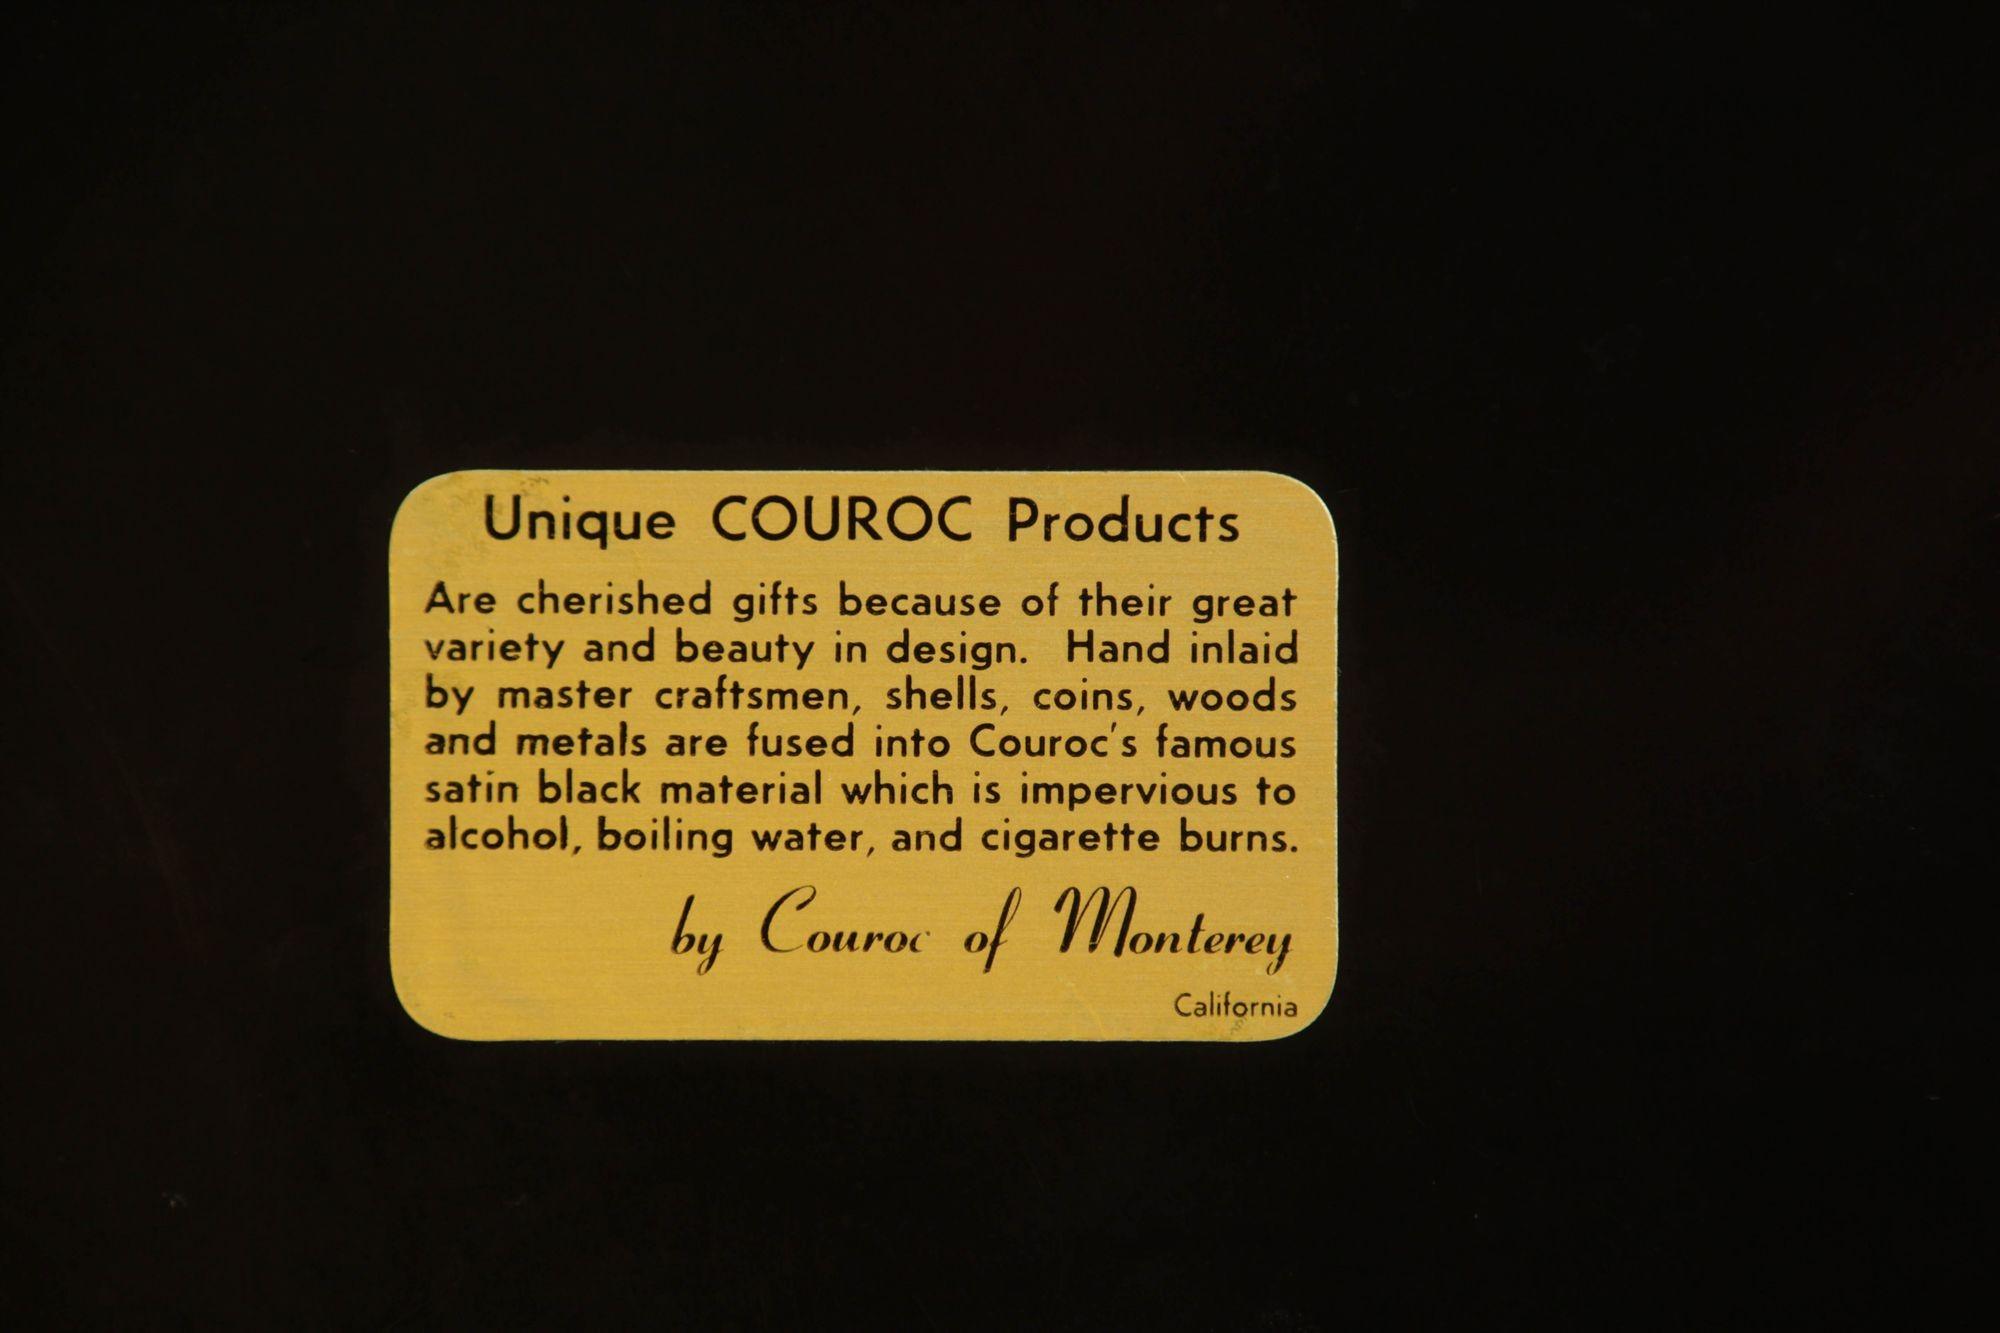 Unique COUROC Products
Are cherished gifts because of their great
variety and beauty in design. Hand inlaid
by master craftsmen, shells, coins, woods
and metals are fused into Couroc's famous
satin black material which is impervious to
alcohol, boiling water, and cigarette burns.
by Couroc of Monterey
California